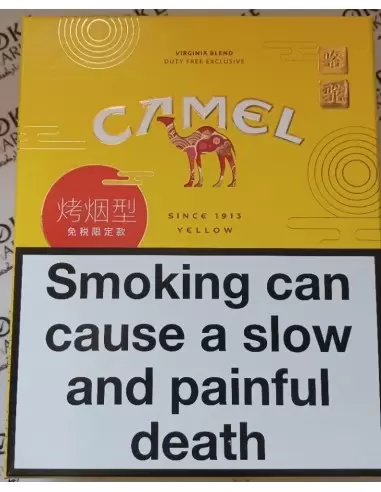 VIRGINIA BLEND
DUTY FREE EXCLUSIVE
骆
驼
CAMEL
烤烟型
免税限定款
SINCE 1913
YELLOW
Smoking can
cause a slow
and painful
death